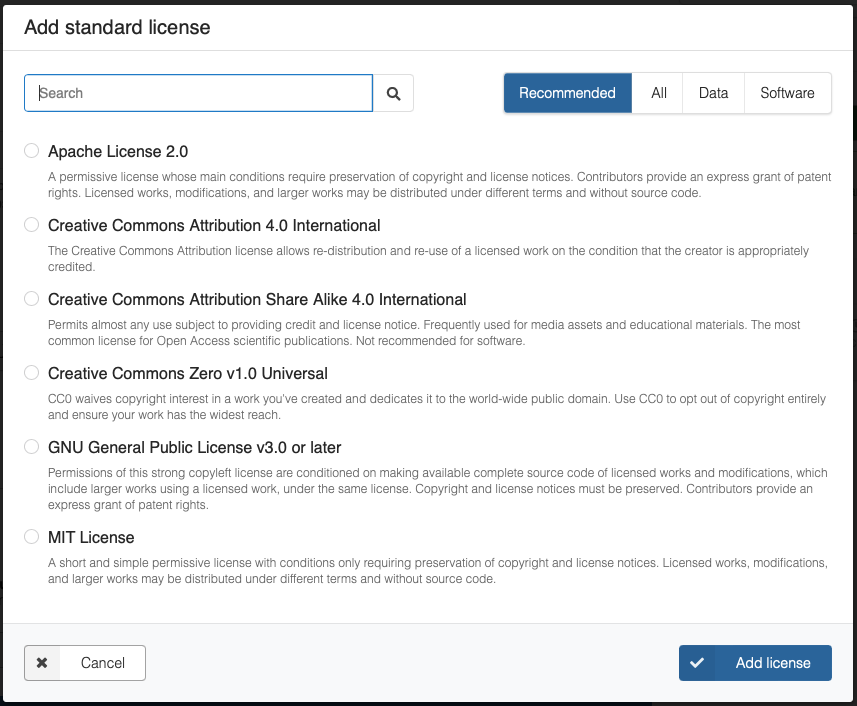 Add standard license
Search
Recommended All Data Software
Apache License 2.0
A permissive license whose main conditions require preservation of copyright and license notices. Contributors provide an express grant of patent
rights. Licensed works, modifications, and larger works may be distributed under different terms and without source code.
Creative Commons Attribution 4.0 International
The Creative Commons Attribution license allows re-distribution and re-use of a licensed work on the condition that the creator is appropriately
credited.
Creative Commons Attribution Share Alike 4.0 International
Permits almost any use subject to providing credit and license notice. Frequently used for media assets and educational materials. The most
common license for Open Access scientific publications. Not recommended for software.
Creative Commons Zero v1.0 Universal
CC0 waives copyright interest in a work you've created and dedicates it to the world-wide public domain. Use CC0 to opt out of copyright entirely
and ensure your work has the widest reach.
GNU General Public License v3.0 or later
Permissions of this strong copyleft license are conditioned on making available complete source code of licensed works and modifications, which
include larger works using a licensed work, under the same license. Copyright and license notices must be preserved. Contributors provide an
express grant of patent rights.
MIT License
A short and simple permissive license with conditions only requiring preservation of copyright and license notices. Licensed works, modifications,
and larger works may be distributed under different terms and without source code.
Cancel Add license